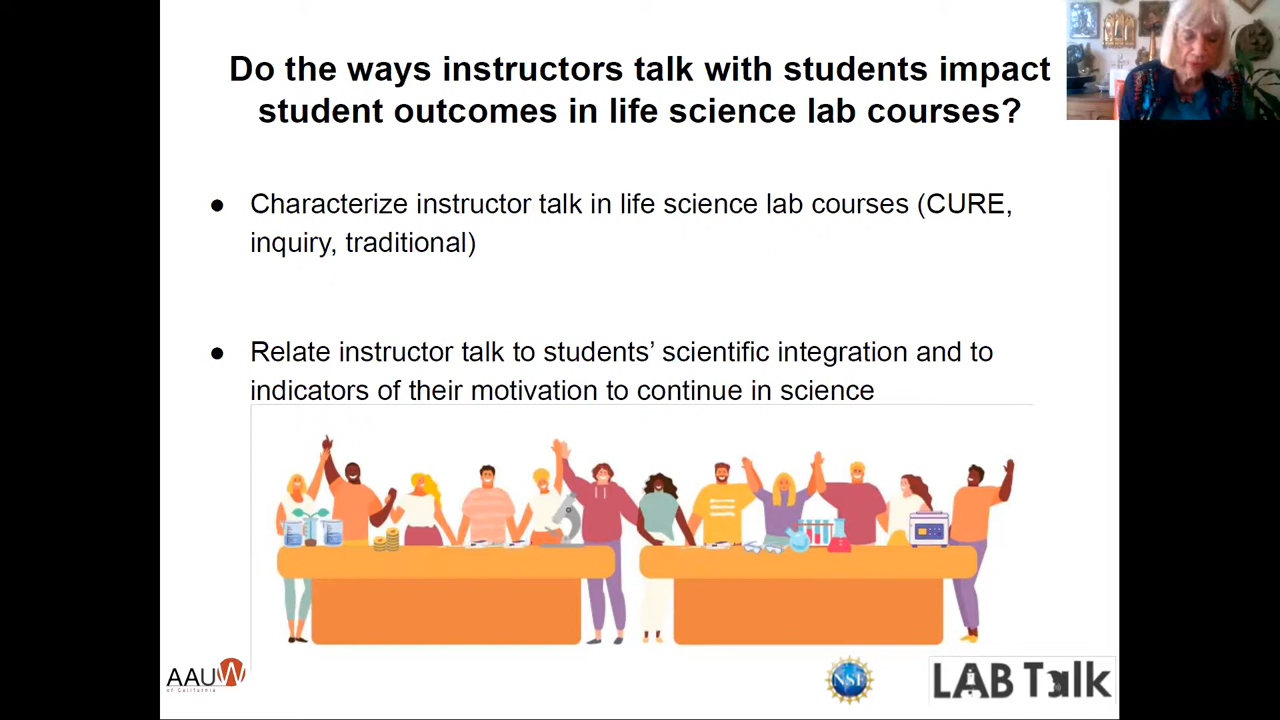 Do the ways instructors talk with students impact
student outcomes in life science lab courses?
● Characterize instructor talk in life science lab courses (CURE,
inquiry, traditional)
● Relate instructor talk to students’ scientific integration and to
indicators of their motivation to continue in science
AAUW
of California
NSF
LAB Talk